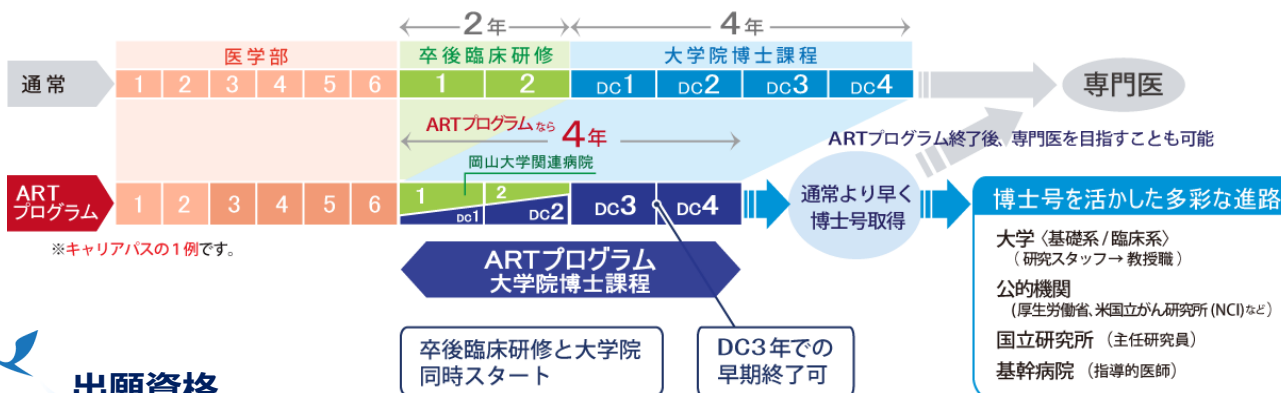 2年
4年
医学部
卒後臨床研修
大学院博士課程
通常
1 2 3 4 5 6 1 2 DC1 DC2 DC3 DC4
専門医
ARTプログラムなら 4年
ARTプログラム終了後、専門医を目指すことも可能
岡山大学関連病院
ART
プログラム
1 2 3 4 5 6 1 DC1 2 DC2 DC3 DC4
通常より早く
博士号取得
※キャリアパスの1例です。
ARTプログラム
大学院博士課程
卒後臨床研修と大学院
同時スタート
DC3年での
早期終了可
博士号を活かした多彩な進路
大学〈基礎系/臨床系〉
(研究スタッフ→教授職)
公的機関
(厚生労働省、米国立がん研究所(NCI)など)
国立研究所 (主任研究員)
基幹病院 (指導的医師)
出願資格